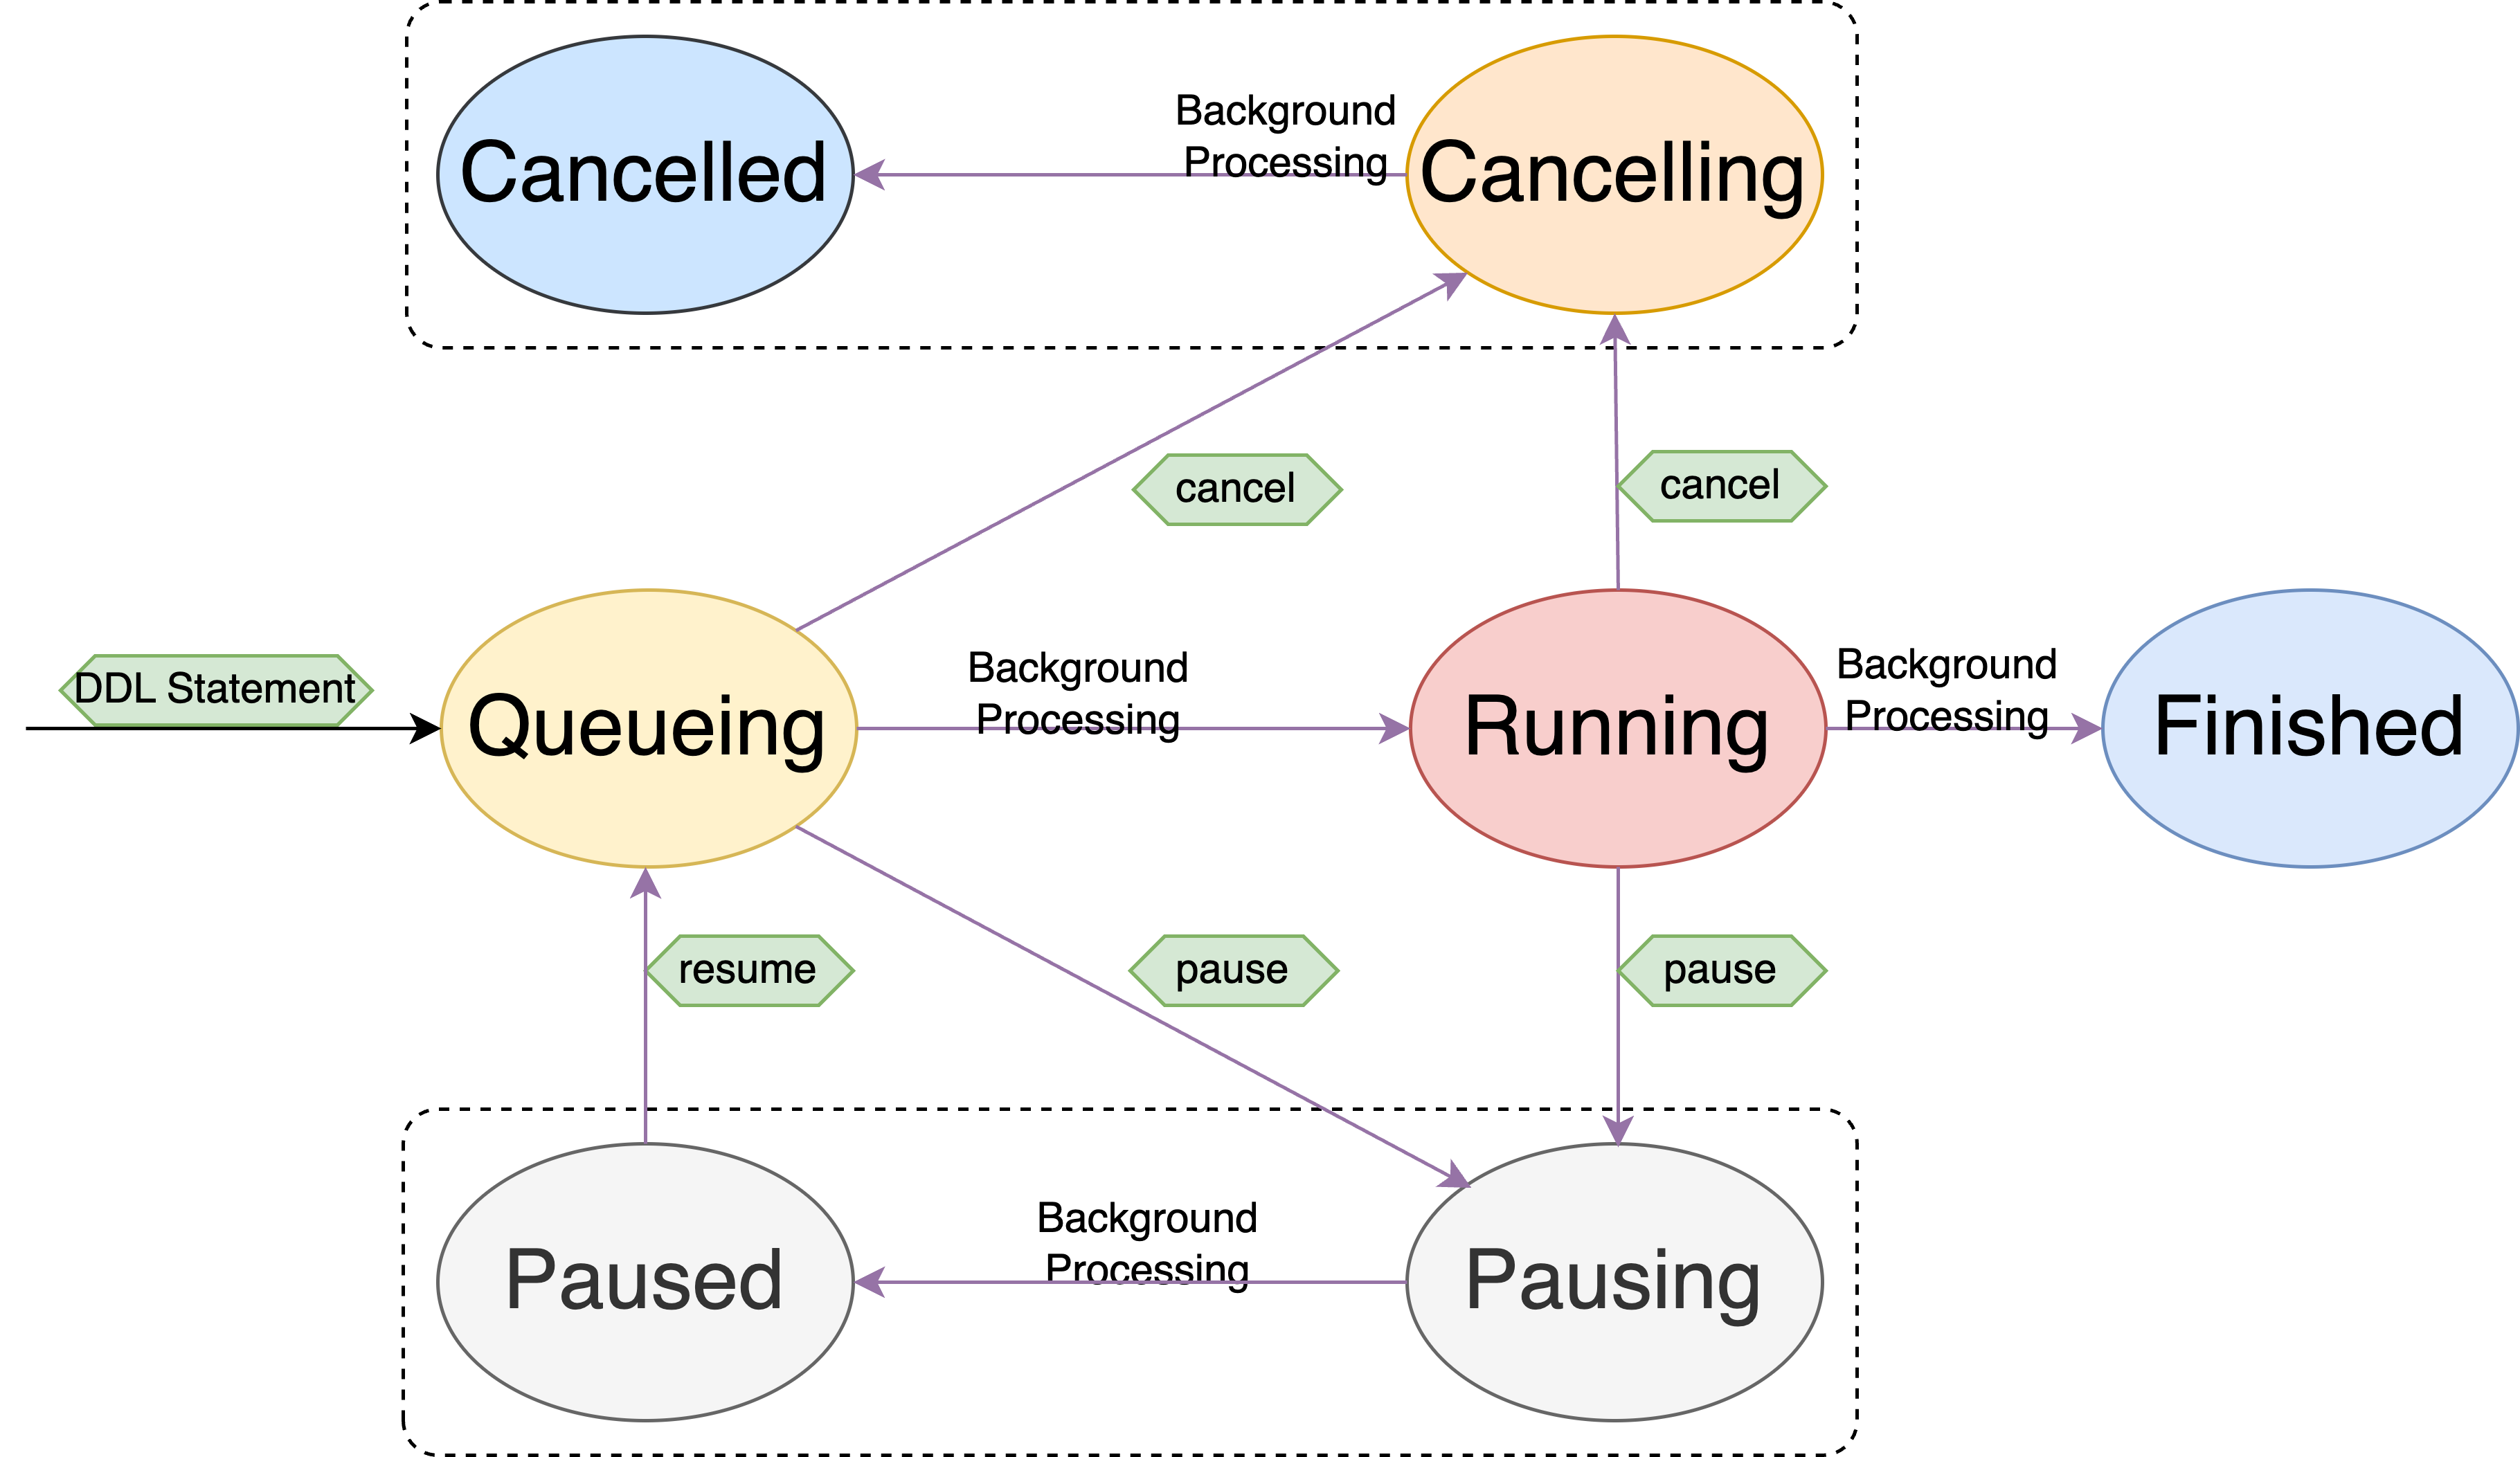 Cancelled
Background
Processing
Cancelling
cancel
cancel
DDL Statement
Queueing
Background
Processing
Running
Background
Processing
Finished
resume
pause
pause
Paused
Background
Processing
Pausing